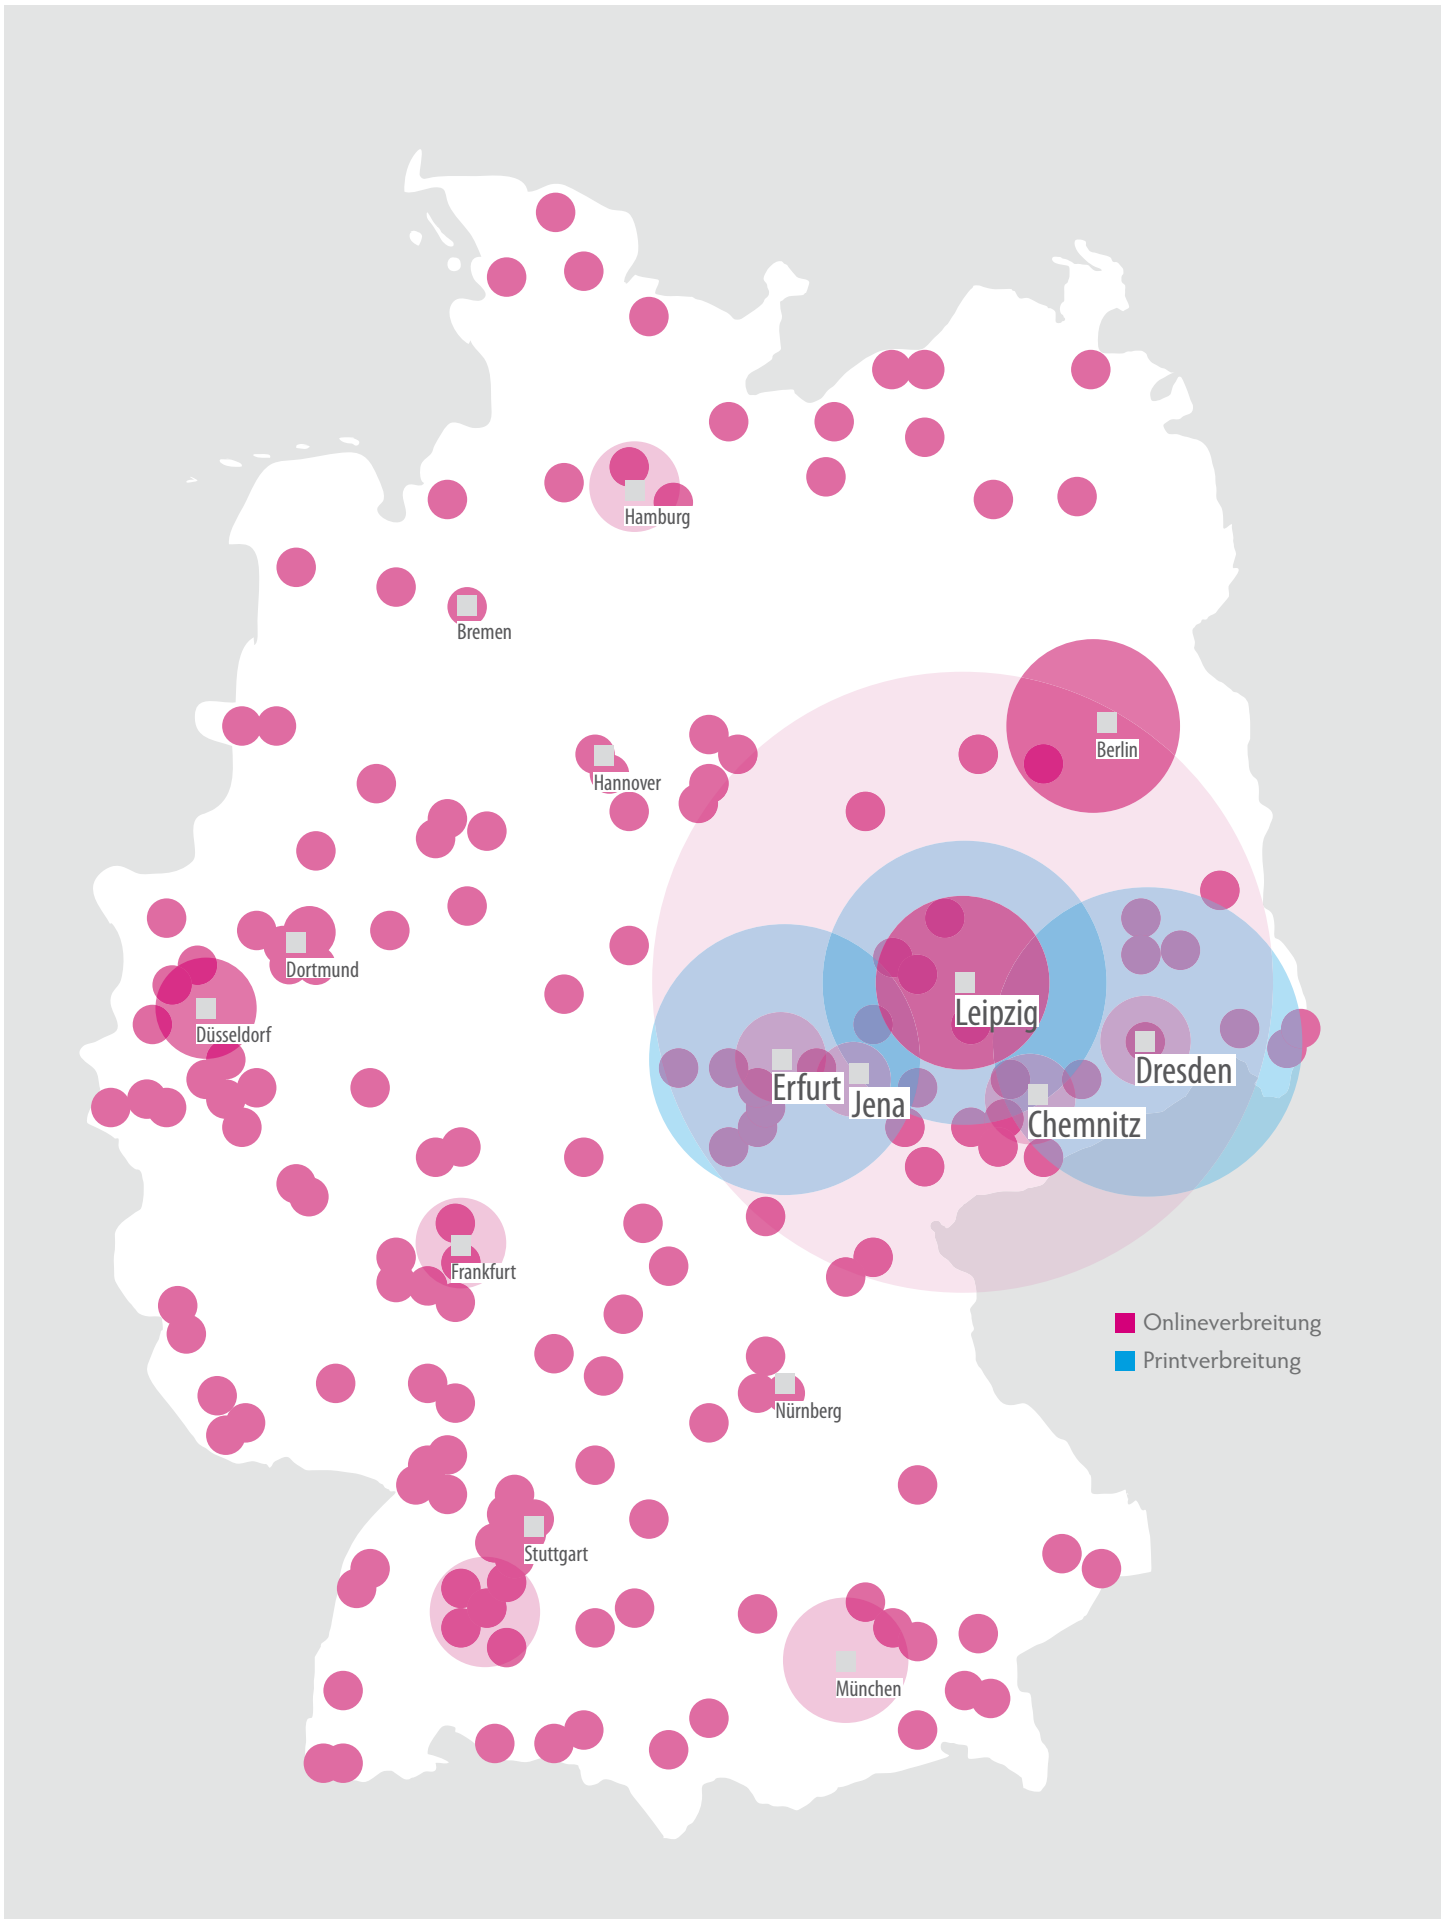 Hamburg
Bremen
Berlin
Hannover
Dortmund
Leipzig
Düsseldorf
Dresden
Erfurt
Jena
Chemnitz
Frankfurt
Onlineverbreitung
Printverbreitung
Nürnberg
Stuttgart
München